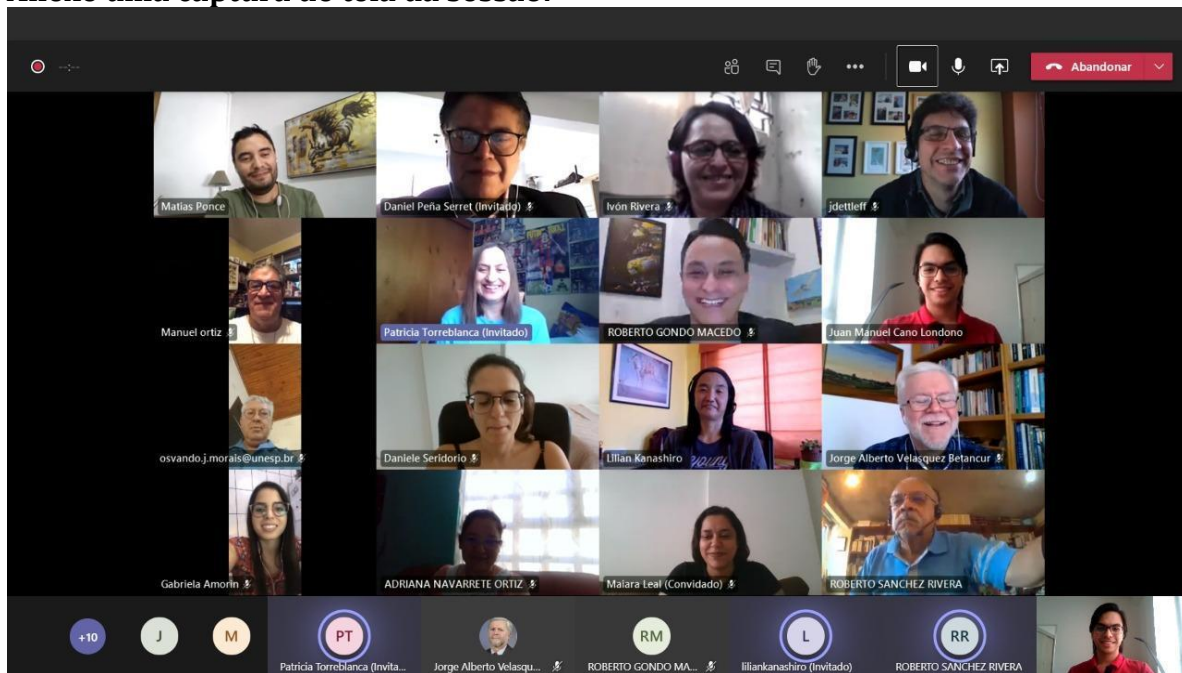 Anexo uma captura de tela da sessão.
--:--
Abandonar
Matias Ponce
Daniel Peña Serret (Invitado)
Ivón Rivera
jdettleff
Manuel ortiz
Patricia Torreblanca (Invitado)
ROBERTO GONDO MACEDO
Juan Manuel Cano Londono
osvando.j.morais@unesp.br
Daniele Seridorio
Lilian Kanashiro
Jorge Alberto Velasquez Betancur
Gabriela Amorin
ADRIANA NAVARRETE ORTIZ
Maiara Leal (Convidado)
ROBERTO SANCHEZ RIVERA
+10
J
M
PT
RM
L
RR
Patricia Torreblanca (Invita...
Jorge Alberto Velasqu...
ROBERTO GONDO MA...
liliankanashiro (Invitado)
ROBERTO SANCHEZ RIVERA